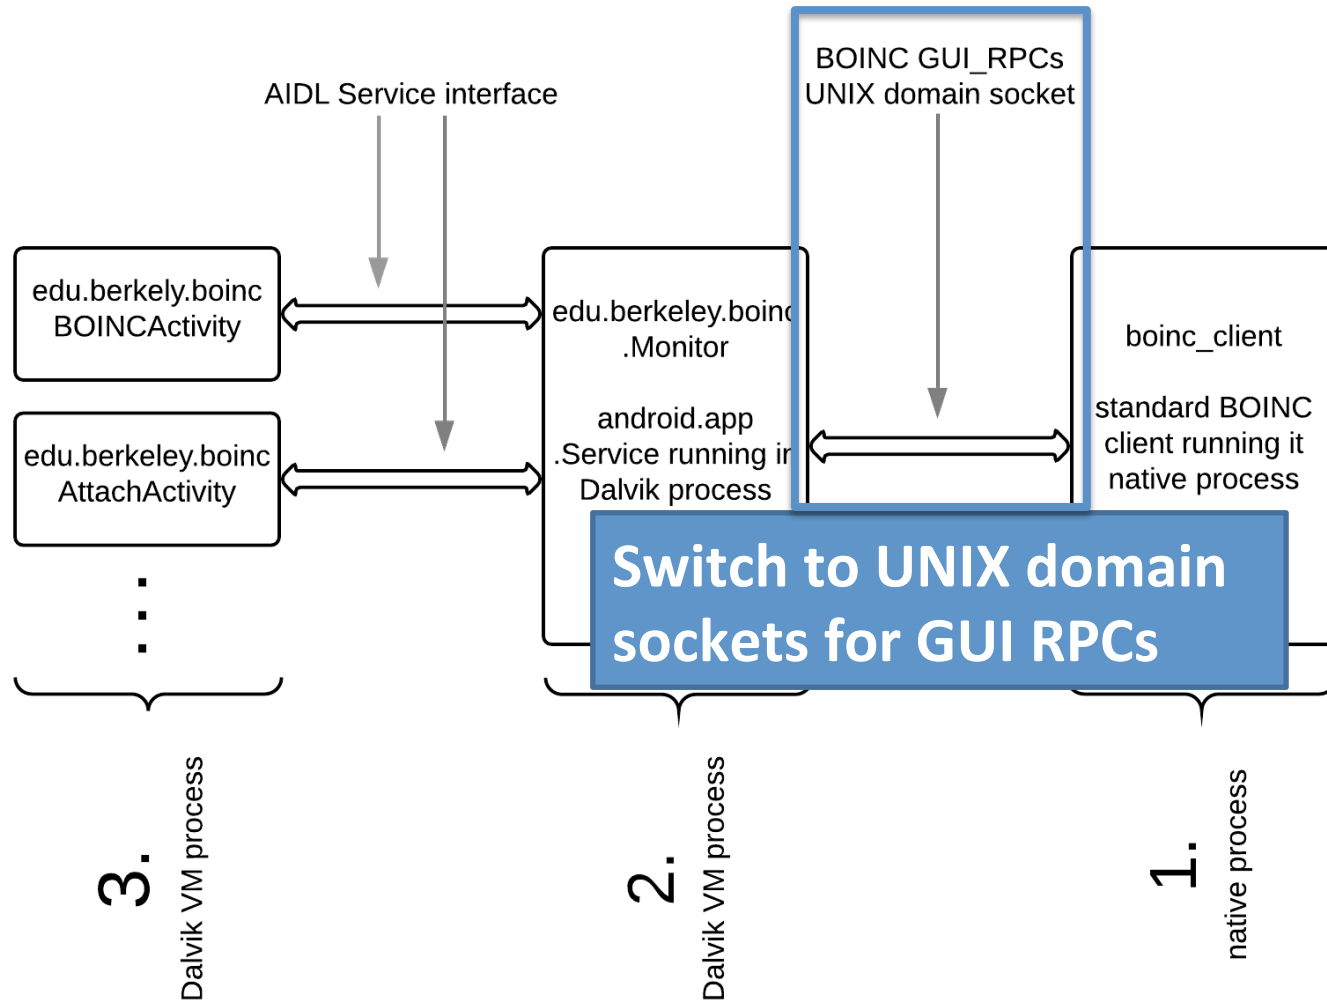 AIDL Service interface
BOINC GUI_RPCs
UNIX domain socket
edu.berkely.boinc
BOINCActivity
edu.berkeley.boinc
AttachActivity
edu.berkeley.boinc
.Monitor
android.app
.Service running in
Dalvik process
boinc_client
standard BOINC
client running it
native process
Switch to UNIX domain
sockets for GUI RPCs
3.
Dalvik VM process
2.
Dalvik VM process
1.
native process